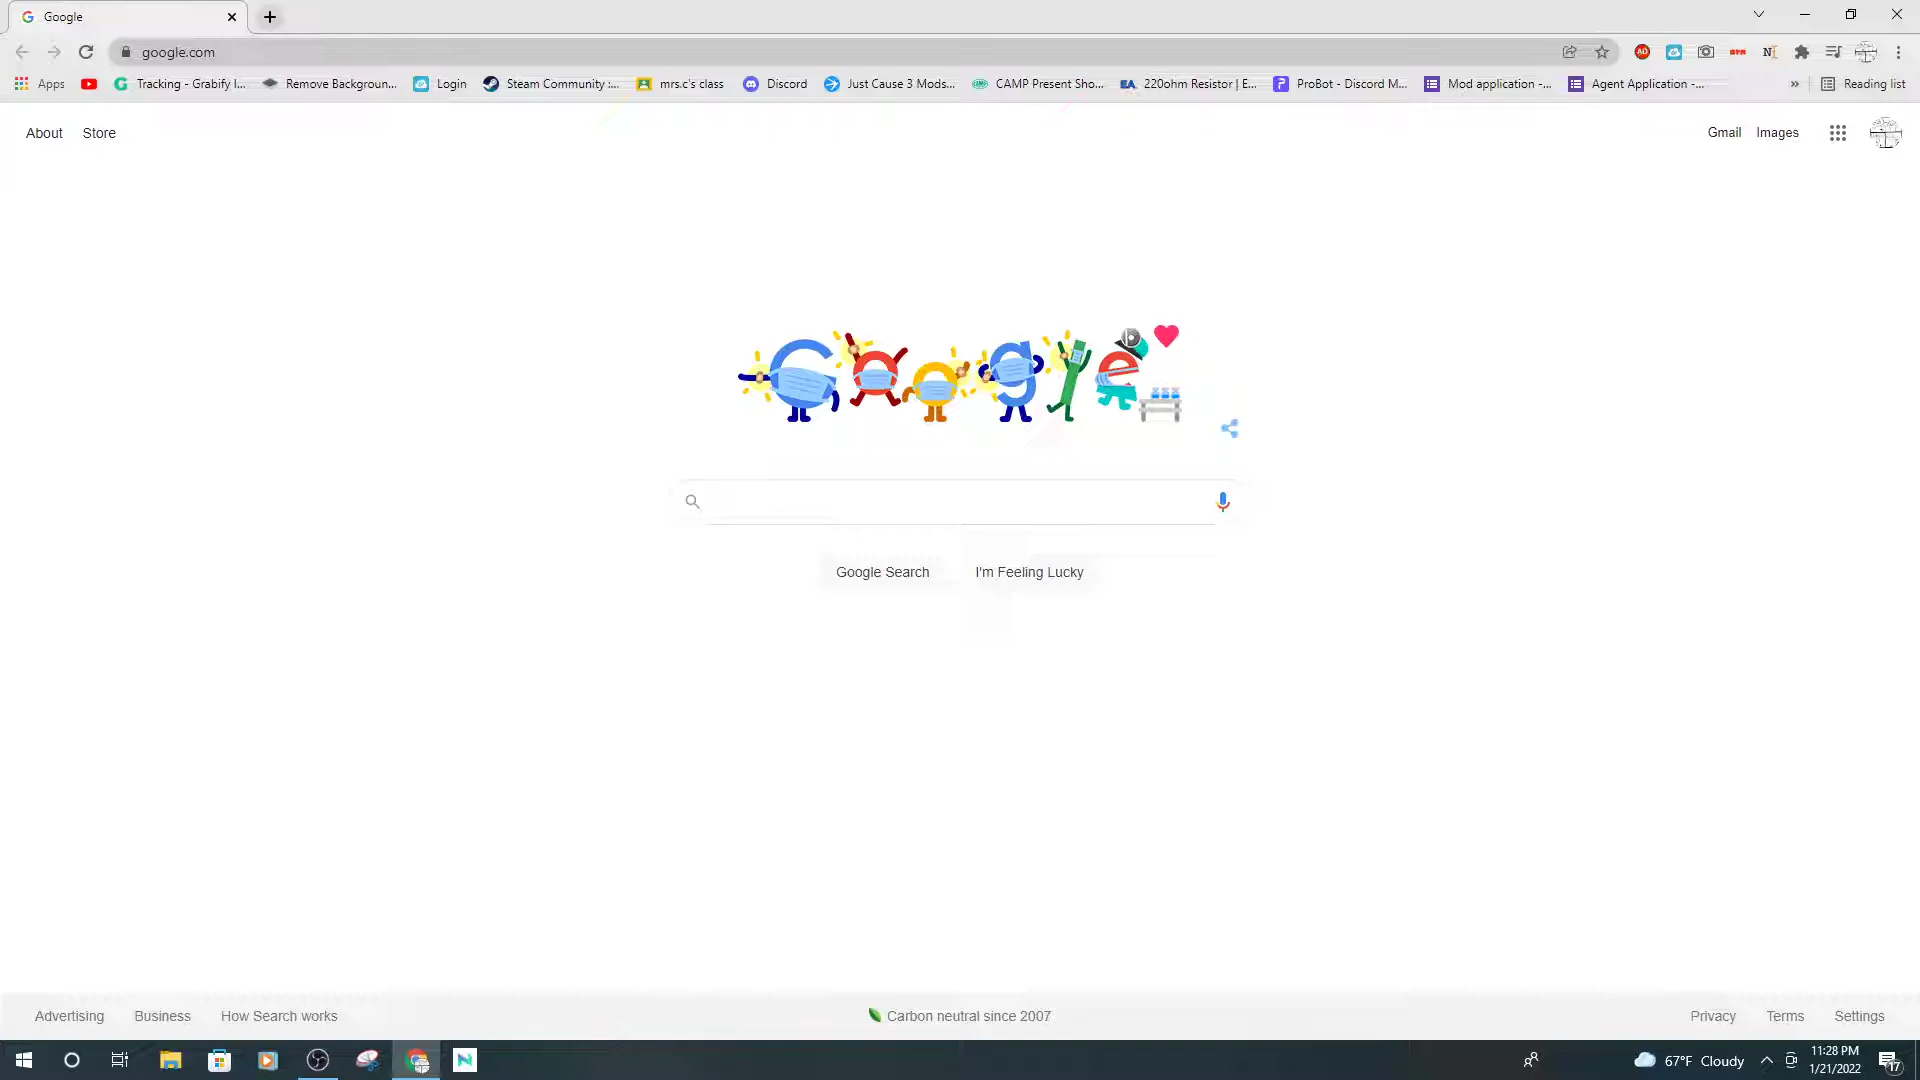 Google
google.com
Apps
Tracking - Grabify I...
Remove Backgroun...
Login
Steam Community :...
mrs.c's class
Discord
Just Cause 3 Mods...
CAMP Present Sho...
220ohm Resistor | E...
ProBot - Discord M...
Mod application -...
Agent Application -...
»
Reading list
About
Store
Gmail
Images
Google
Google Search
I'm Feeling Lucky
Advertising
Business
How Search works
Carbon neutral since 2007
Privacy
Terms
Settings
67°F Cloudy
11:28 PM
1/21/2022
17